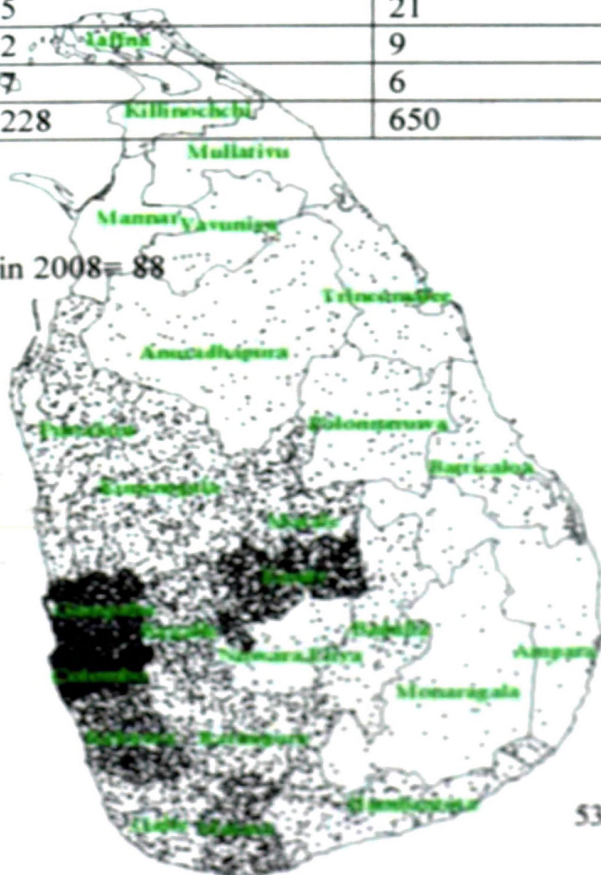 5 21
2 9
7 6
228 650
Jaffna
Killinochchi
Mullativu
Mannar Vavuniya
in 2008= 88
Trincomalee
Anuradhapura
Polonnaruwa
Puttalam
Batticaloa
Kurunegala
Matale
Kandy
Gampaha
Kegalle
Badulla
Nuwara Eliya
Ampara
Colombo
Monaragala
Kalutara
Ratnapura
Hambantota
Galle
Matara
53